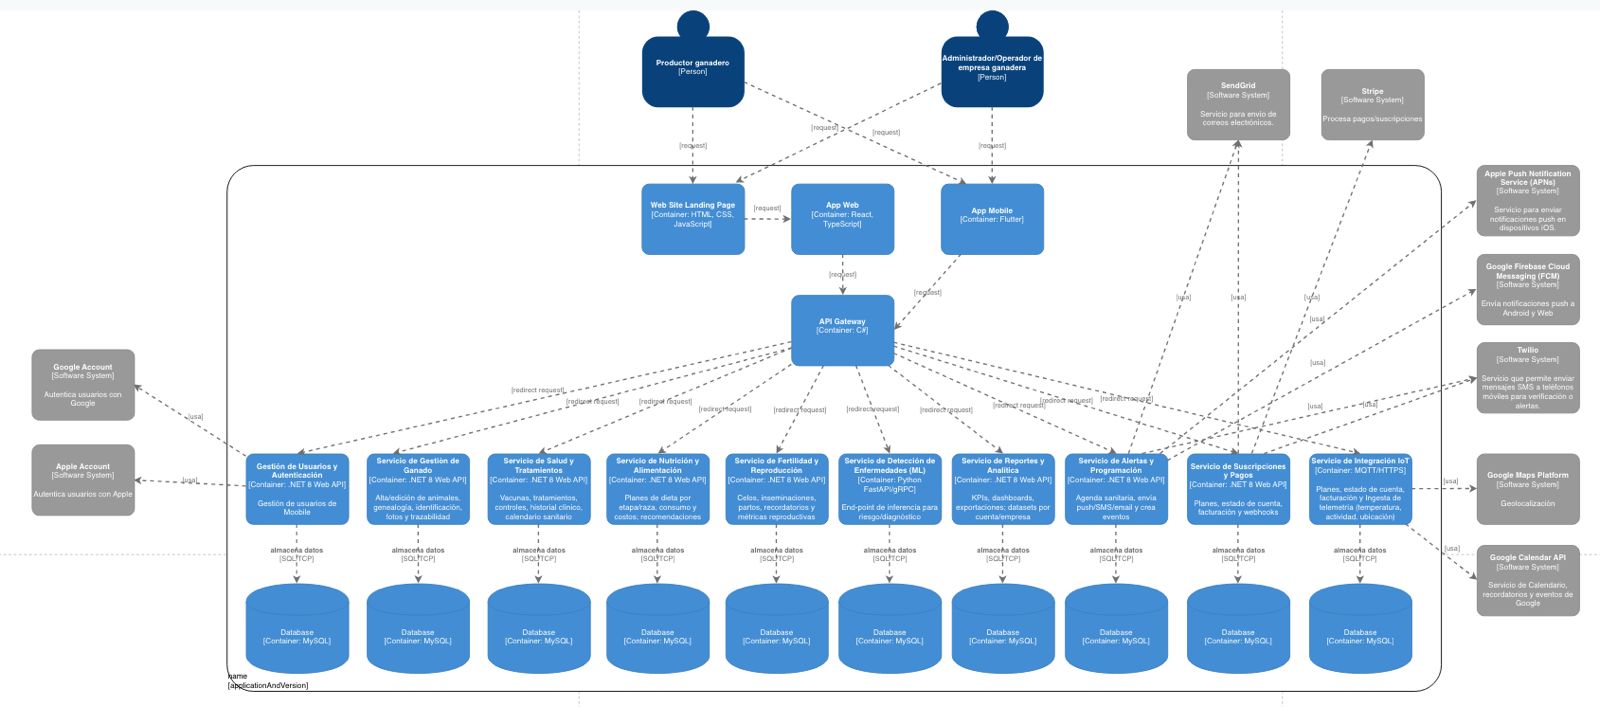 Productor ganadero
[Person]
Administrador/Operador de
empresa ganadera
[Person]
SendGrid
[Software System]
Servicio para envío de
correos electrónicos.
Stripe
[Software System]
Procesa pagos/suscripciones
[request]
[request]
[request]
[request]
Web Site Landing Page
[Container: HTML, CSS,
JavaScript]
[request]
App Web
[Container: React,
TypeScript]
App Mobile
[Container: Flutter]
Apple Push Notification
Service (APNs)
[Software System]
Servicio para enviar
notificaciones push en
dispositivos iOS.
[request]
[request]
Google Firebase Cloud
Messaging (FCM)
[Software System]
Envía notificaciones push a
Android y Web
[usa]
[usa]
[usa]
[usa]
API Gateway
[Container: C#]
Twilio
[Software System]
Servicio que permite enviar
mensajes SMS a teléfonos
móviles para verificación o
alertas.
[usa]
[usa]
[usa]
Google Account
[Software System]
Autentica usuarios con
Google
[usa]
Apple Account
[Software System]
Autentica usuarios con Apple
[usa]
[redirect request]
[redirect request]
[redirect request]
[redirect request]
[redirect request]
[redirect request]
[redirect request]
[redirect request]
[redirect request]
[redirect request]
Gestión de Usuarios y
Autenticación
[Container: .NET 8 Web API]
Gestión de usuarios de
Moobile
Servicio de Gestión de
Ganado
[Container: .NET 8 Web API]
Alta/edición de animales,
genealogía, identificación,
fotos y trazabilidad
Servicio de Salud y
Tratamientos
[Container: .NET 8 Web API]
Vacunas, tratamientos,
controles, historial clínico,
calendario sanitario
Servicio de Nutrición y
Alimentación
[Container: .NET 8 Web API]
Planes de dieta por
etapa/raza, consumo y
costos; recomendaciones
Servicio de Fertilidad y
Reproducción
[Container: .NET 8 Web API]
Celos, inseminaciones,
partos, recordatorios y
métricas reproductivas
Servicio de Detección de
Enfermedades (ML)
[Container: Python
FastAPI/gRPC]
End-point de inferencia para
riesgo/diagnóstico
Servicio de Reportes y
Analítica
[Container: .NET 8 Web API]
KPIs, dashboards,
exportaciones; datasets por
cuenta/empresa
Servicio de Alertas y
Programación
[Container: .NET 8 Web API]
Agenda sanitaria, envía
push/SMS/email y crea
eventos
Servicio de Suscripciones
y Pagos
[Container: .NET 8 Web API]
Planes, estado de cuenta,
facturación y webhooks
Servicio de Integración IoT
[Container: MQTT/HTTPS]
Planes, estado de cuenta,
facturación y Ingesta de
telemetría (temperatura,
actividad, ubicación)
[usa]
Google Maps Platform
[Software System]
Geolocalización
[usa]
Google Calendar API
[Software System]
Servicio de Calendario,
recordatorios y eventos de
Google
almacena datos
[SQL/TCP]
almacena datos
[SQL/TCP]
almacena datos
[SQL/TCP]
almacena datos
[SQL/TCP]
almacena datos
[SQL/TCP]
almacena datos
[SQL/TCP]
almacena datos
[SQL/TCP]
almacena datos
[SQL/TCP]
almacena datos
[SQL/TCP]
almacena datos
[SQL/TCP]
Database
[Container: MySQL]
Database
[Container: MySQL]
Database
[Container: MySQL]
Database
[Container: MySQL]
Database
[Container: MySQL]
Database
[Container: MySQL]
Database
[Container: MySQL]
Database
[Container: MySQL]
Database
[Container: MySQL]
Database
[Container: MySQL]
name
[applicationAndVersion]